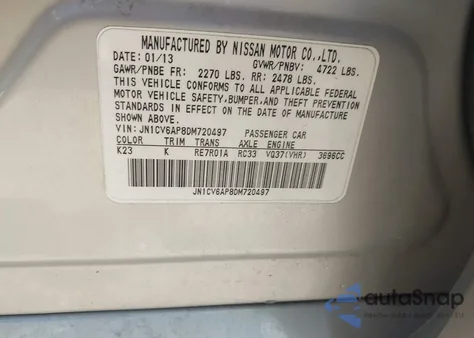 MANUFACTURED BY NISSAN MOTOR CO.,LTD.
DATE: 01/13 GVWR/PNBV: 4722 LBS.
GAWR/PNBE FR: 2270 LBS. RR: 2478 LBS.
THIS VEHICLE CONFORMS TO ALL APPLICABLE FEDERAL
MOTOR VEHICLE SAFETY, BUMPER, AND THEFT PREVENTION
STANDARDS IN EFFECT ON THE DATE OF MANUFACTURE
SHOWN ABOVE.
VIN: JN1CV6AP8DM720497 PASSENGER CAR
COLOR TRIM TRANS AXLE ENGINE
K23 K RE7R01A RC33 VQ37(VHR) 3696CC
JN1CV6AP8DM720497
autoSnap